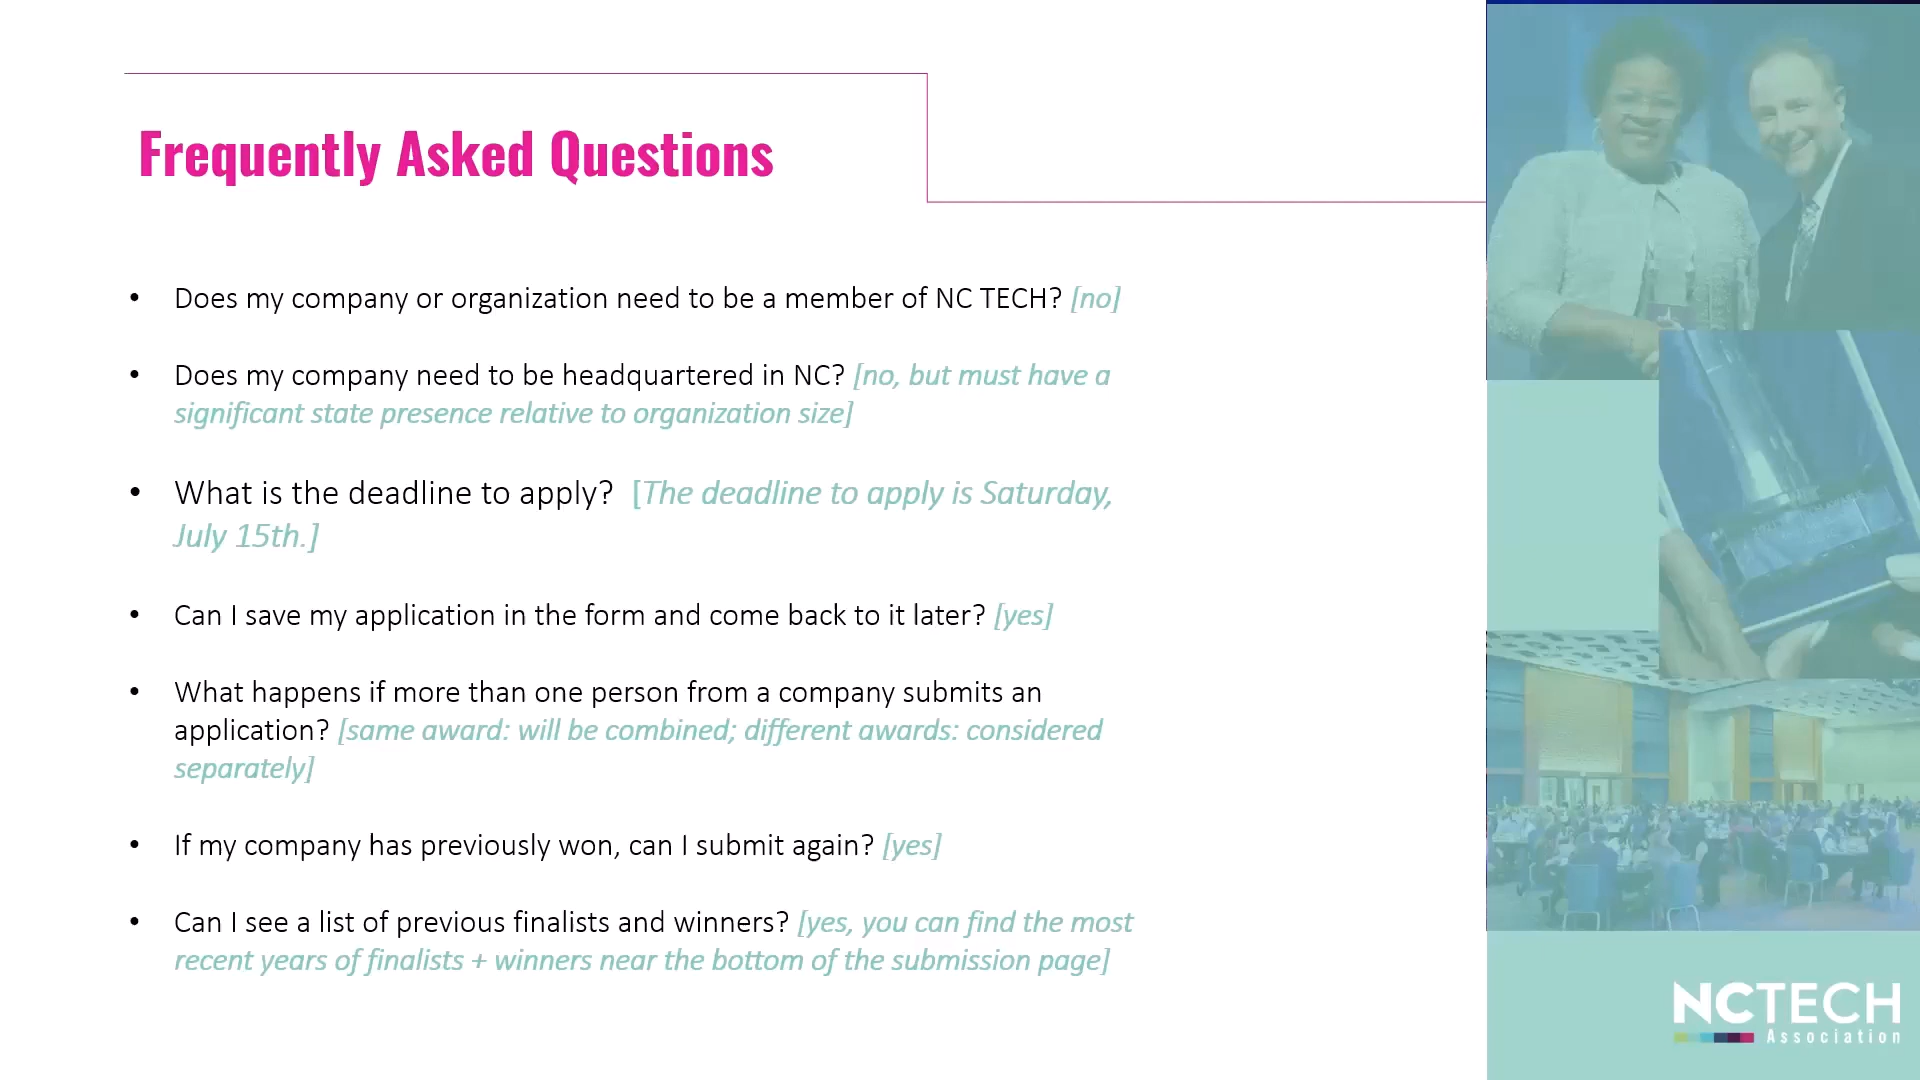 Frequently Asked Questions
• Does my company or organization need to be a member of NC TECH? [no]
• Does my company need to be headquartered in NC? [no, but must have a
significant state presence relative to organization size]
• What is the deadline to apply?  [The deadline to apply is Saturday,
July 15th.]
• Can I save my application in the form and come back to it later? [yes]
• What happens if more than one person from a company submits an
application? [same award: will be combined; different awards: considered
separately]
• If my company has previously won, can I submit again? [yes]
• Can I see a list of previous finalists and winners? [yes, you can find the most
recent years of finalists + winners near the bottom of the submission page]
NCTECH
Association